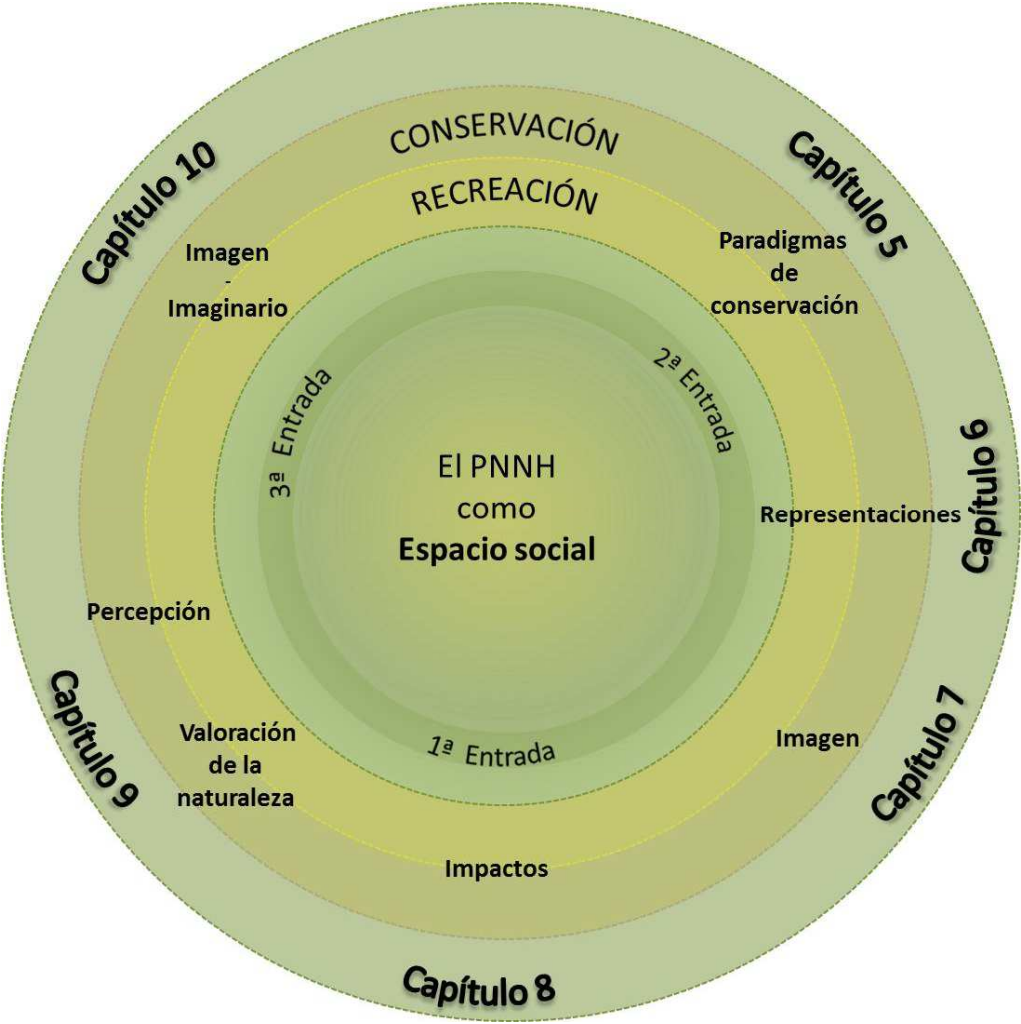 CONSERVACIÓN
RECREACIÓN
Capítulo 10
Capítulo 5
Imagen
-
Imaginario
Paradigmas
de
conservación
3ª Entrada
2ª Entrada
El PNNH
como
Espacio social
Capítulo 6
Representaciones
Percepción
Capítulo 9
Valoración
de la
naturaleza
1ª Entrada
Imagen
Capítulo 7
Impactos
Capítulo 8